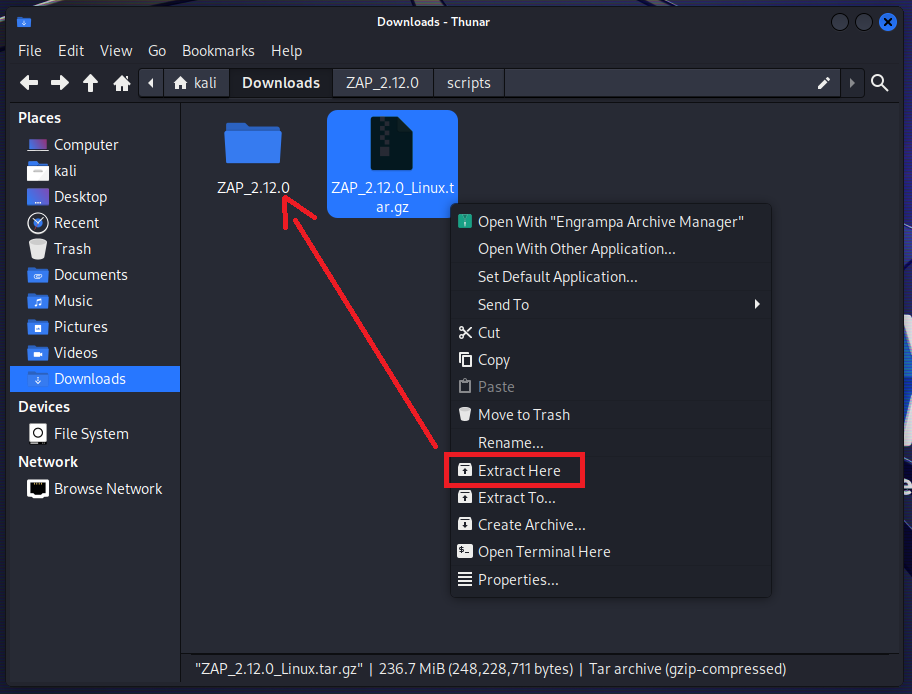 Downloads - Thunar
File Edit View Go Bookmarks Help
kali Downloads ZAP_2.12.0 scripts
Places
Computer
kali
Desktop
Recent
Trash
Documents
Music
Pictures
Videos
Downloads
Devices
File System
Network
Browse Network
ZAP_2.12.0
ZAP_2.12.0_Linux.t
ar.gz
Open With "Engrampa Archive Manager"
Open With Other Application...
Set Default Application...
Send To
Cut
Copy
Paste
Move to Trash
Rename...
Extract Here
Extract To...
Create Archive...
Open Terminal Here
Properties...
"ZAP_2.12.0_Linux.tar.gz" | 236.7 MiB (248,228,711 bytes) | Tar archive (gzip-compressed)